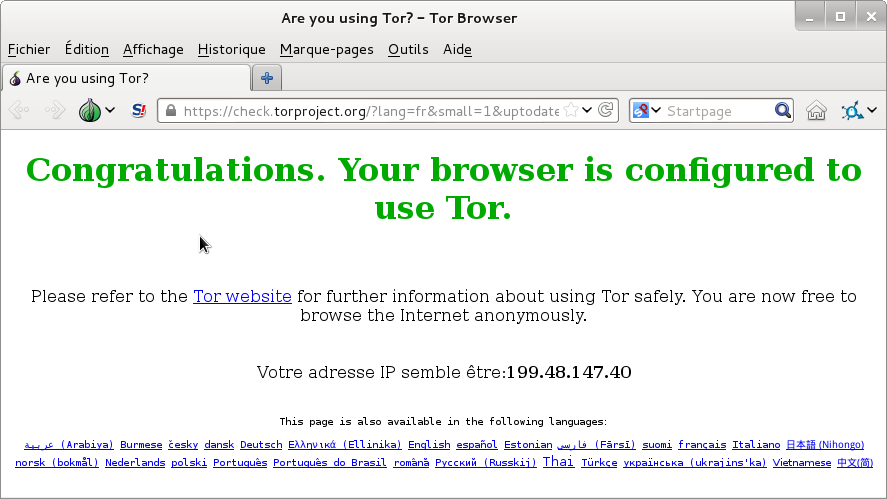 Are you using Tor? – Tor Browser
Fichier Édition Affichage Historique Marque-pages Outils Aide
Are you using Tor?
S! https://check.torproject.org/?lang=fr&small=1&uptodate Startpage
Congratulations. Your browser is configured to
use Tor.
Please refer to the Tor website for further information about using Tor safely. You are now free to
browse the Internet anonymously.
Votre adresse IP semble être:199.48.147.40
This page is also available in the following languages:
عربية (Arabiya) Burmese česky dansk Deutsch Ελληνικά (Ellinika) English español Estonian فارسی (Fārsī) suomi français Italiano 日本語 (Nihongo)
norsk (bokmål) Nederlands polski Português Português do Brasil română Русский (Russkij) Thai Türkçe українська (ukrajins'ka) Vietnamese 中文(简)